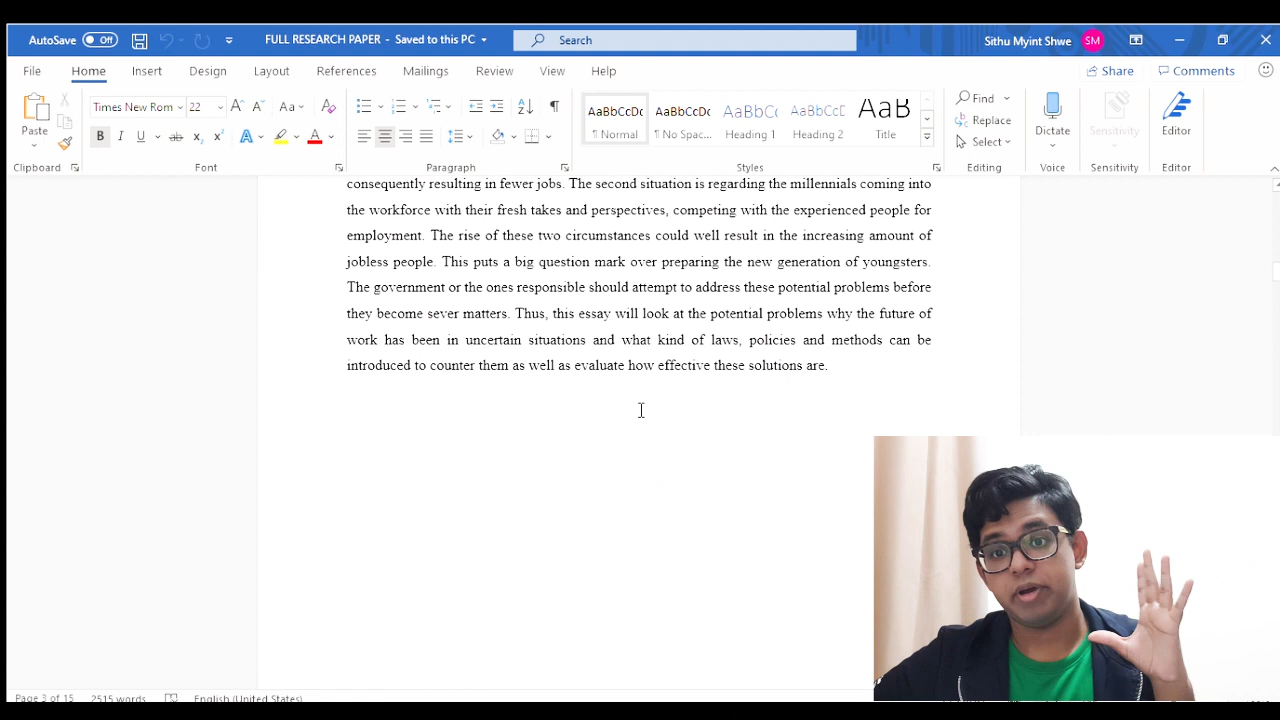 AutoSave Off FULL RESEARCH PAPER - Saved to this PC Search Sithu Myint Shwe SM
File Home Insert Design Layout References Mailings Review View Help Share Comments
Paste Times New Rom 22 Aa AaBbCcDc AaBbCcDc AaBbCc AaBbCcD AaB Find Replace Select Dictate Sensitivity Editor
B I U ab x₂ x² A A ¶ Normal ¶ No Spac... Heading 1 Heading 2 Title
Clipboard Font Paragraph Styles Editing Voice Sensitivity Editor
consequently resulting in fewer jobs. The second situation is regarding the millennials coming into
the workforce with their fresh takes and perspectives, competing with the experienced people for
employment. The rise of these two circumstances could well result in the increasing amount of
jobless people. This puts a big question mark over preparing the new generation of youngsters.
The government or the ones responsible should attempt to address these potential problems before
they become sever matters. Thus, this essay will look at the potential problems why the future of
work has been in uncertain situations and what kind of laws, policies and methods can be
introduced to counter them as well as evaluate how effective these solutions are.
Page 3 of 15 2515 words English (United States)